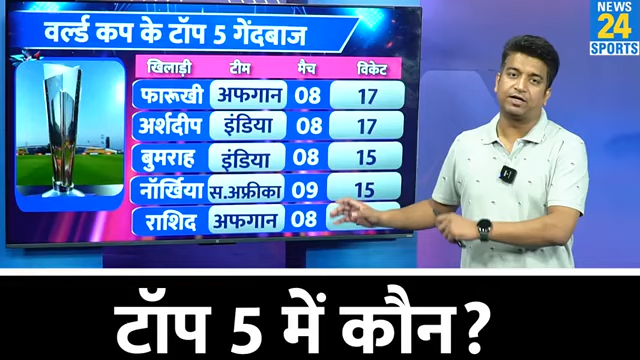 NEWS
24
SPORTS
वर्ल्ड कप के टॉप 5 गेंदबाज
खिलाड़ी टीम मैच विकेट
फारूखी अफगान 08 17
अर्शदीप इंडिया 08 17
बुमराह इंडिया 08 15
नॉर्खिया स.अफ्रीका 09 15
राशिद अफगान 08
टॉप 5 में कौन?